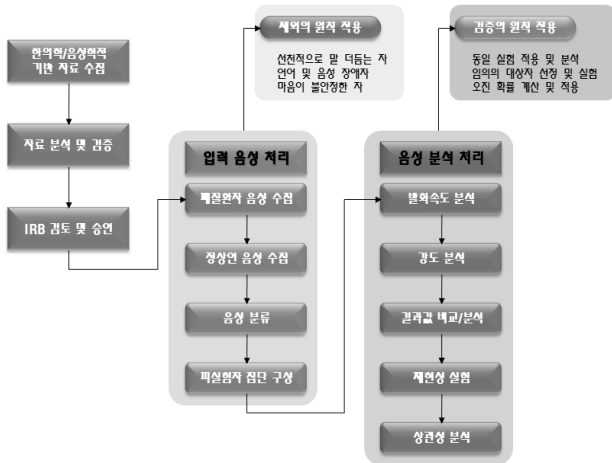 한의학/음성학적
기반 자료 수집
자료 분석 및 검증
IRB 검토 및 승인
제외의 원칙 적용
선천적으로 말 더듬는 자
언어 및 음성 장애자
마음이 불안정한 자
입력 음성 처리
폐질환자 음성 수집
정상인 음성 수집
음성 분류
피실험자 집단 구성
검증의 원칙 적용
동일 실험 적용 및 분석
임의의 대상자 선정 및 실험
오진 확률 계산 및 적용
음성 분석 처리
발화속도 분석
강도 분석
결과값 비교/분석
재현성 실험
상관성 분석